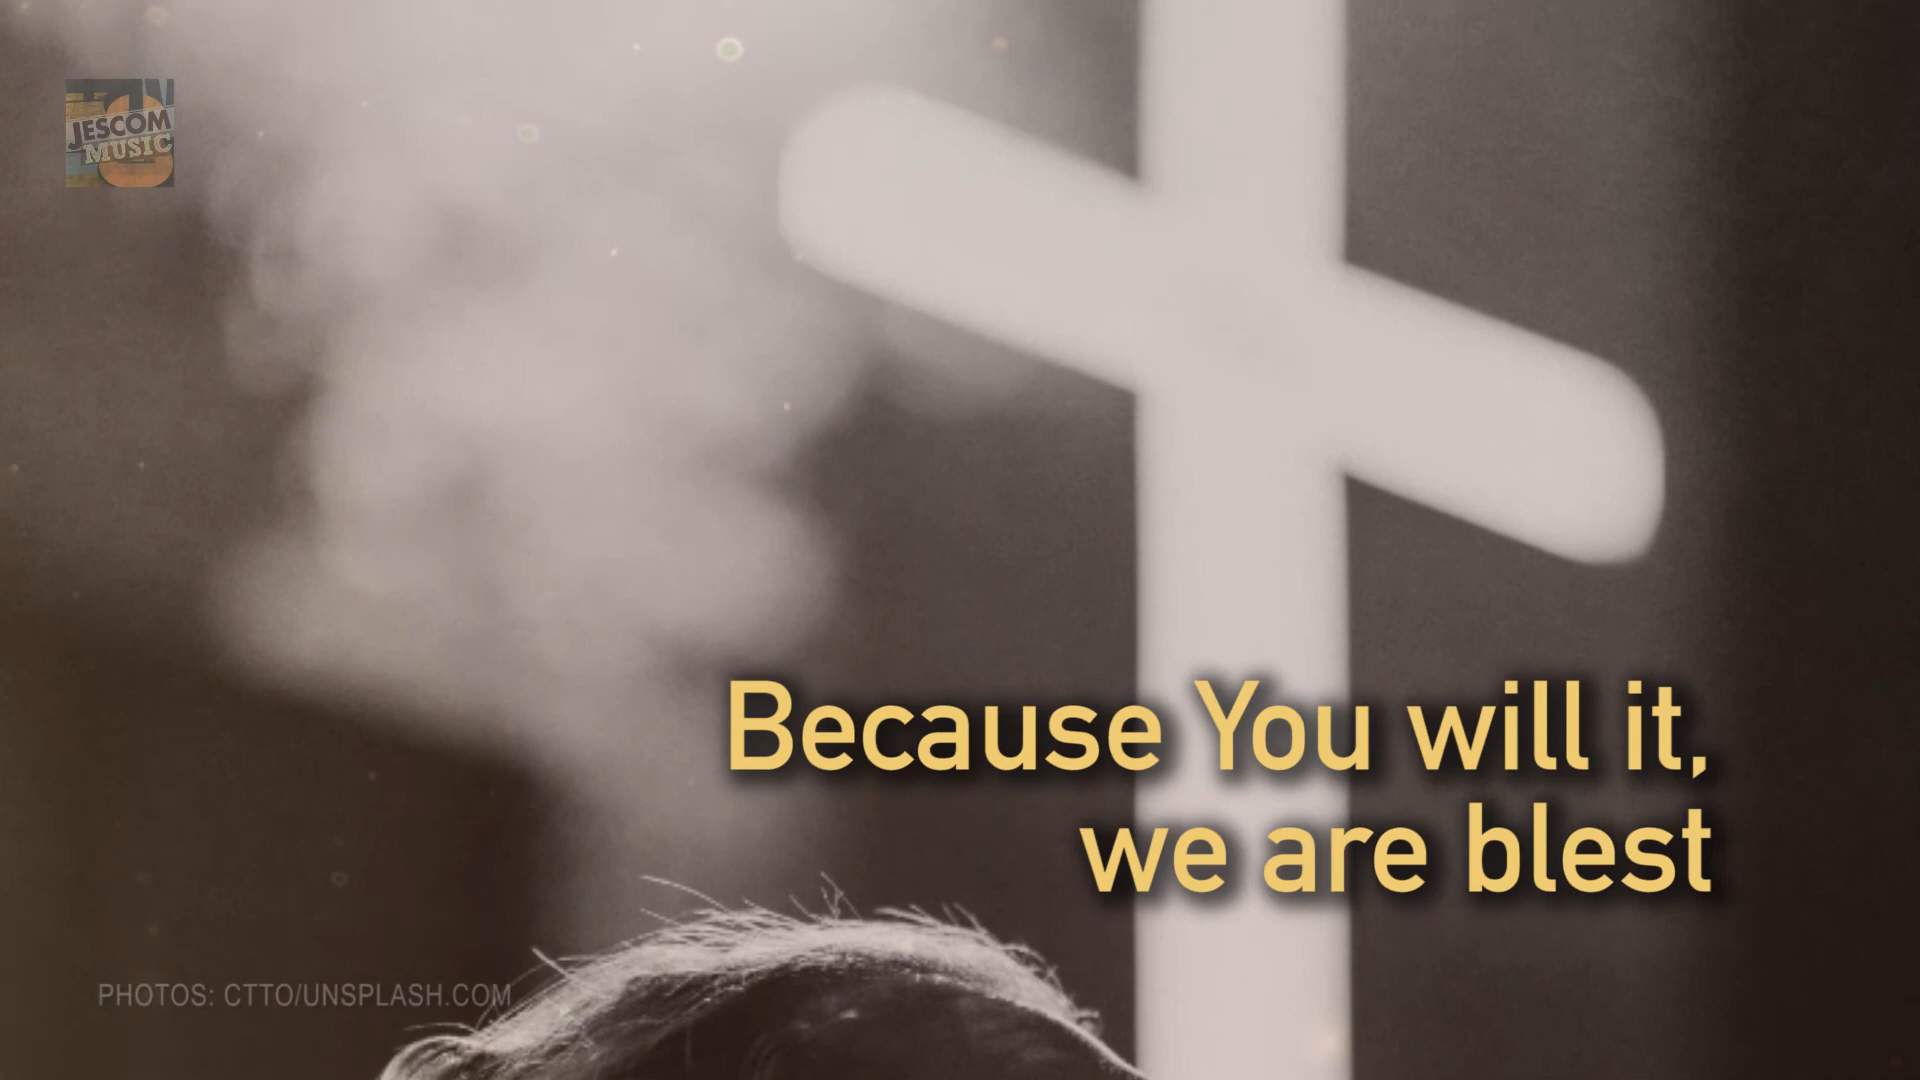 JESCOM
MUSIC
Because You will it,
we are blest
PHOTOS: CTTO/UNSPLASH.COM